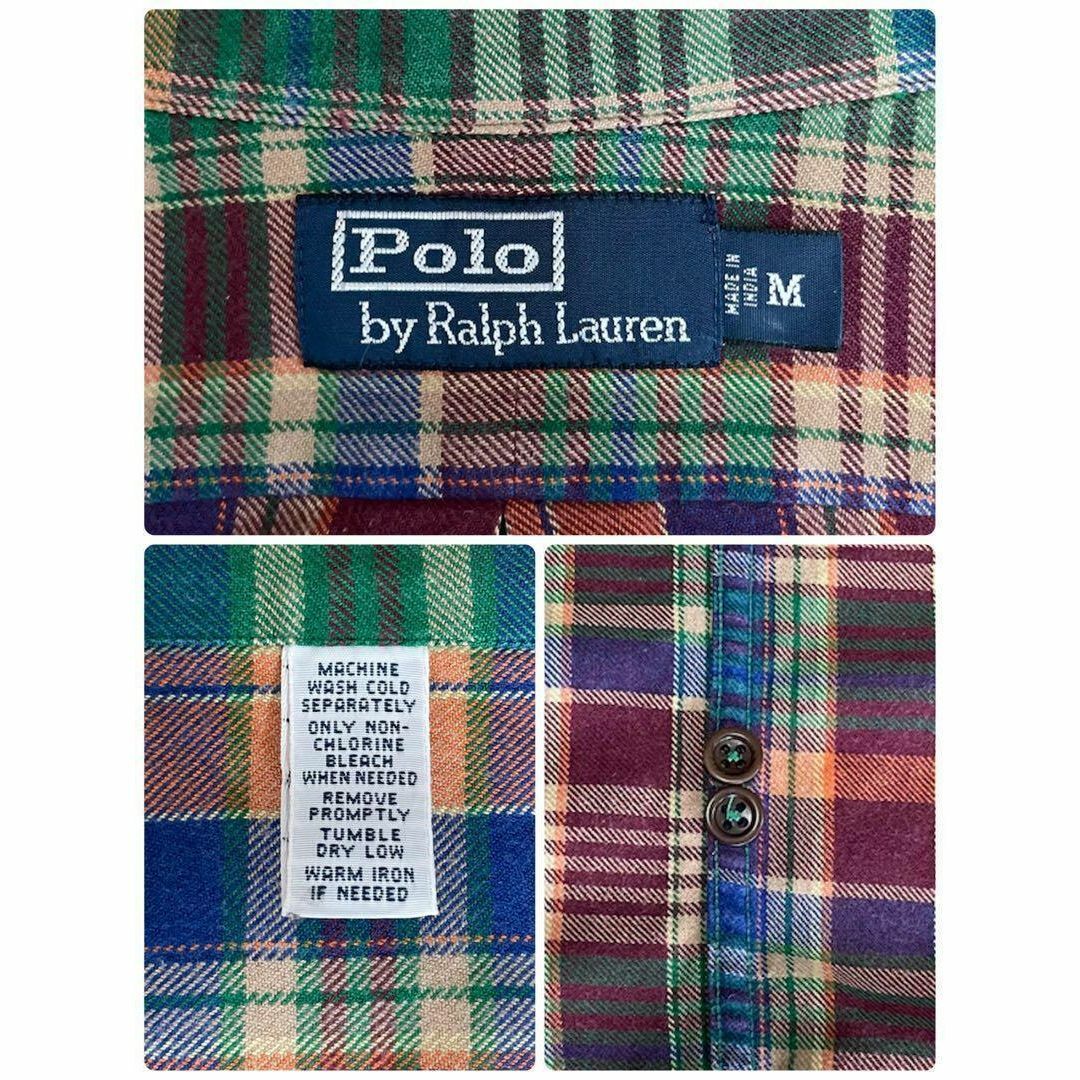 Polo
by Ralph Lauren
MADE IN
INDIA
M
MACHINE
WASH COLD
SEPARATELY
ONLY NON-
CHLORINE
BLEACH
WHEN NEEDED
REMOVE
PROMPTLY
TUMBLE
DRY LOW
WARM IRON
IF NEEDED